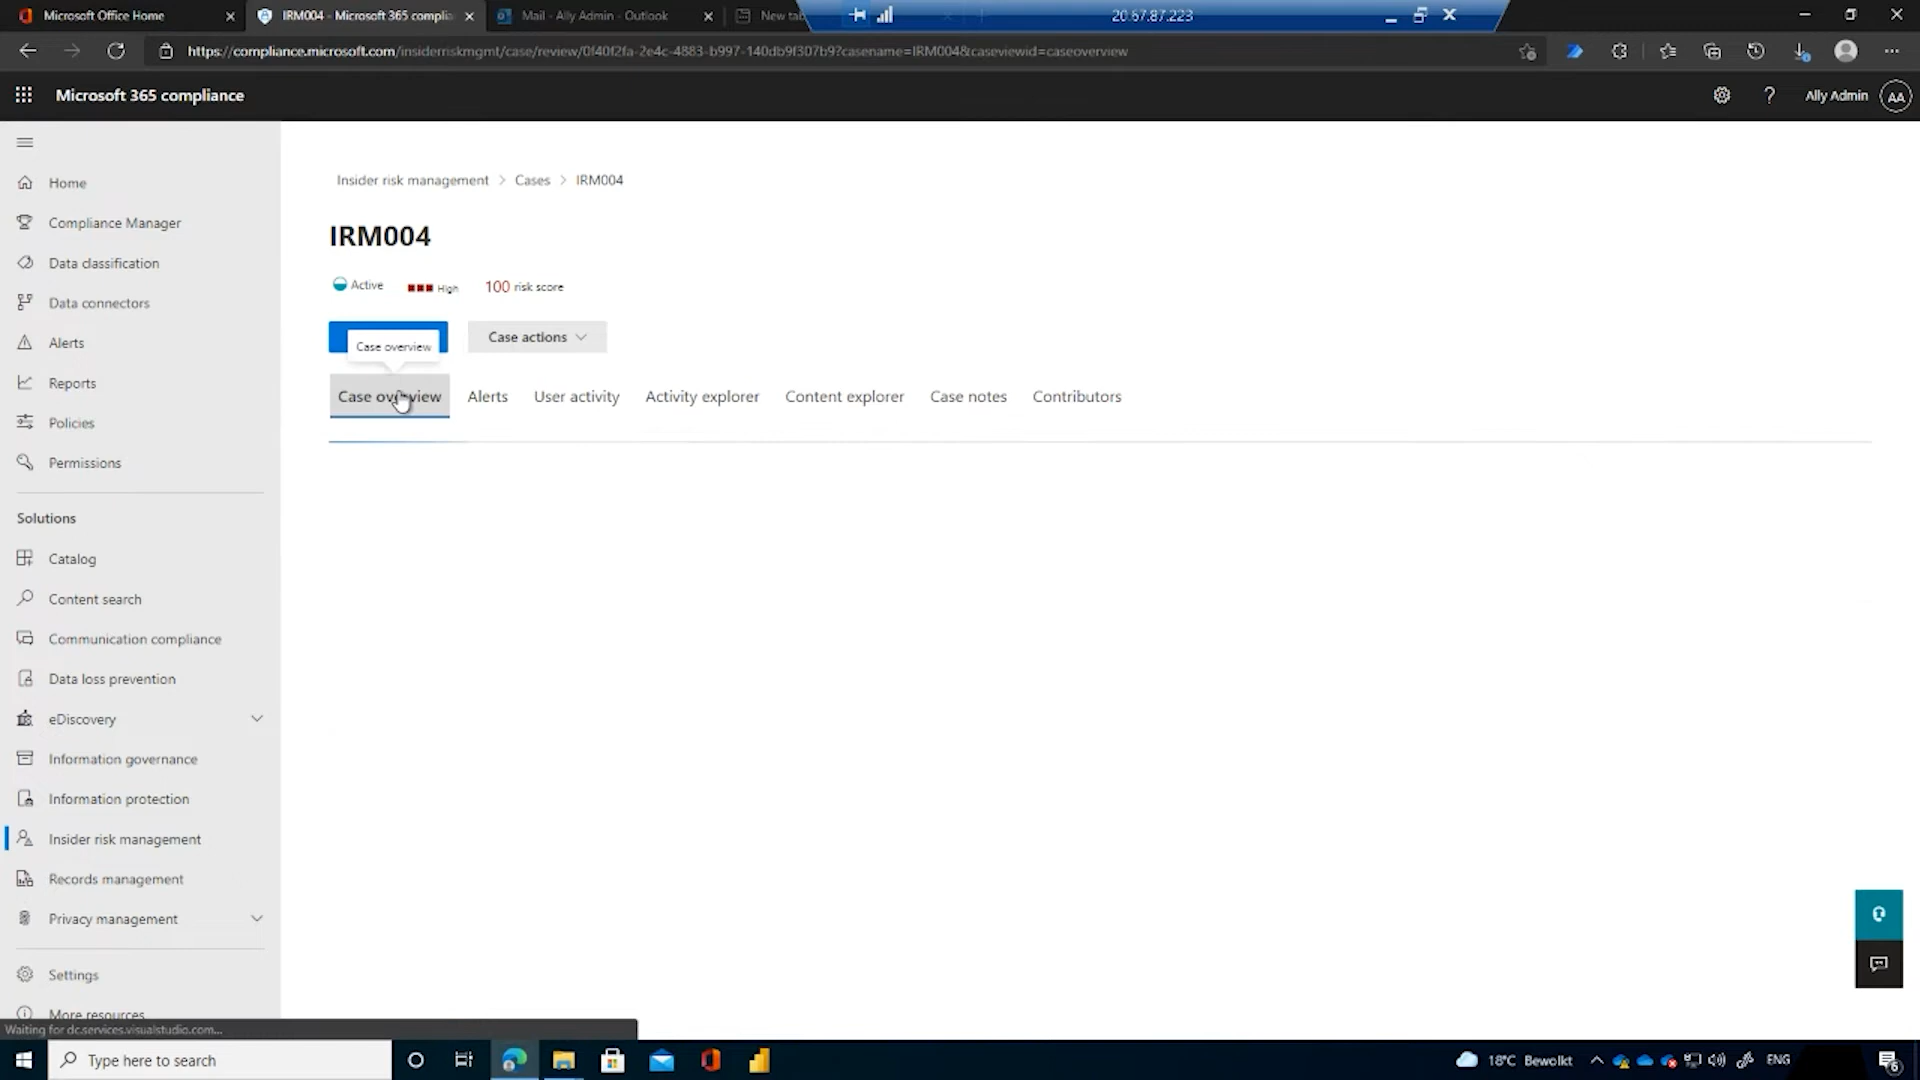 Microsoft Office Home
IRM004 - Microsoft 365 complia
Mail - Ally Admin - Outlook
New tab
20.67.87.223
https://compliance.microsoft.com/insiderriskmgmt/case/review/0f40f2fa-2e4c-4883-b997-140db9f307b9?casename=IRM004&caseviewid=caseoverview
Microsoft 365 compliance
Ally Admin
AA
Home
Compliance Manager
Data classification
Data connectors
Alerts
Reports
Policies
Permissions
Solutions
Catalog
Content search
Communication compliance
Data loss prevention
eDiscovery
Information governance
Information protection
Insider risk management
Records management
Privacy management
Settings
More resources
Waiting for dc.services.visualstudio.com...
Insider risk management > Cases > IRM004
IRM004
Active
High
100 risk score
Case overview
Case actions
Case overview
Alerts
User activity
Activity explorer
Content explorer
Case notes
Contributors
Type here to search
18°C Bewolkt
ENG
6